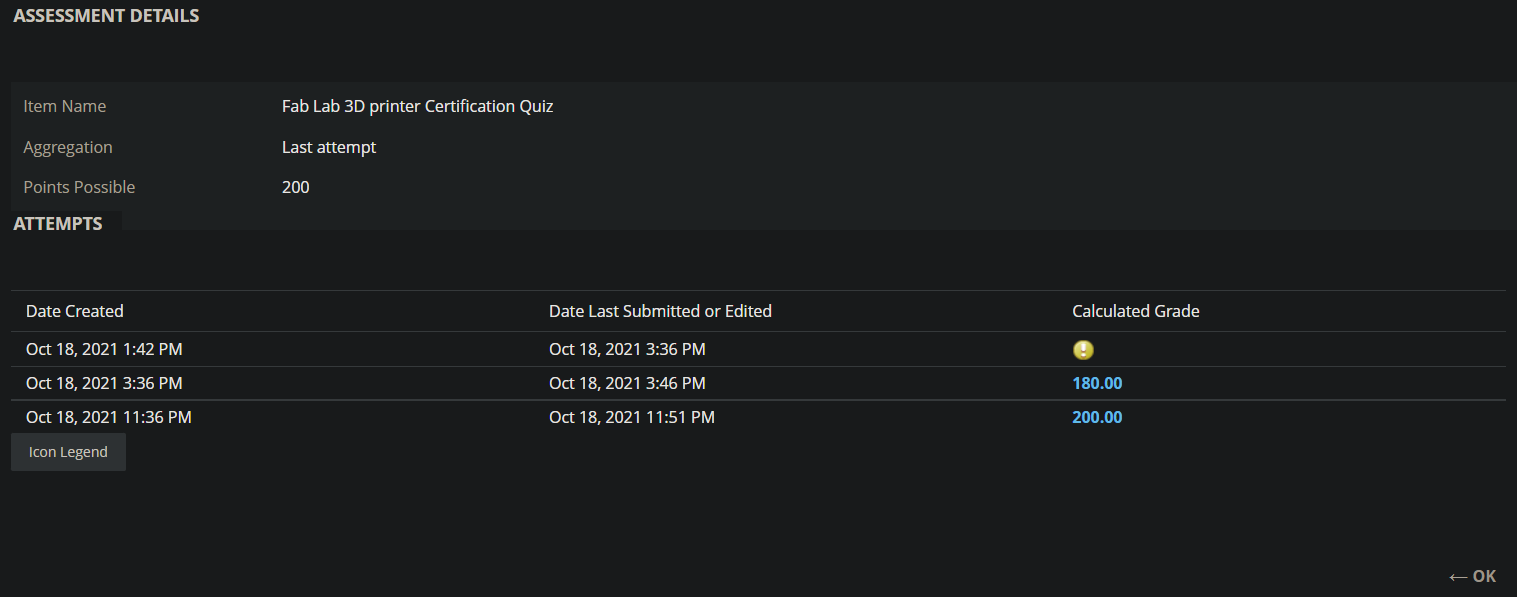 ASSESSMENT DETAILS
Item Name Fab Lab 3D printer Certification Quiz
Aggregation Last attempt
Points Possible 200
ATTEMPTS
Date Created Date Last Submitted or Edited Calculated Grade
Oct 18, 2021 1:42 PM Oct 18, 2021 3:36 PM !
Oct 18, 2021 3:36 PM Oct 18, 2021 3:46 PM 180.00
Oct 18, 2021 11:36 PM Oct 18, 2021 11:51 PM 200.00
Icon Legend
← OK